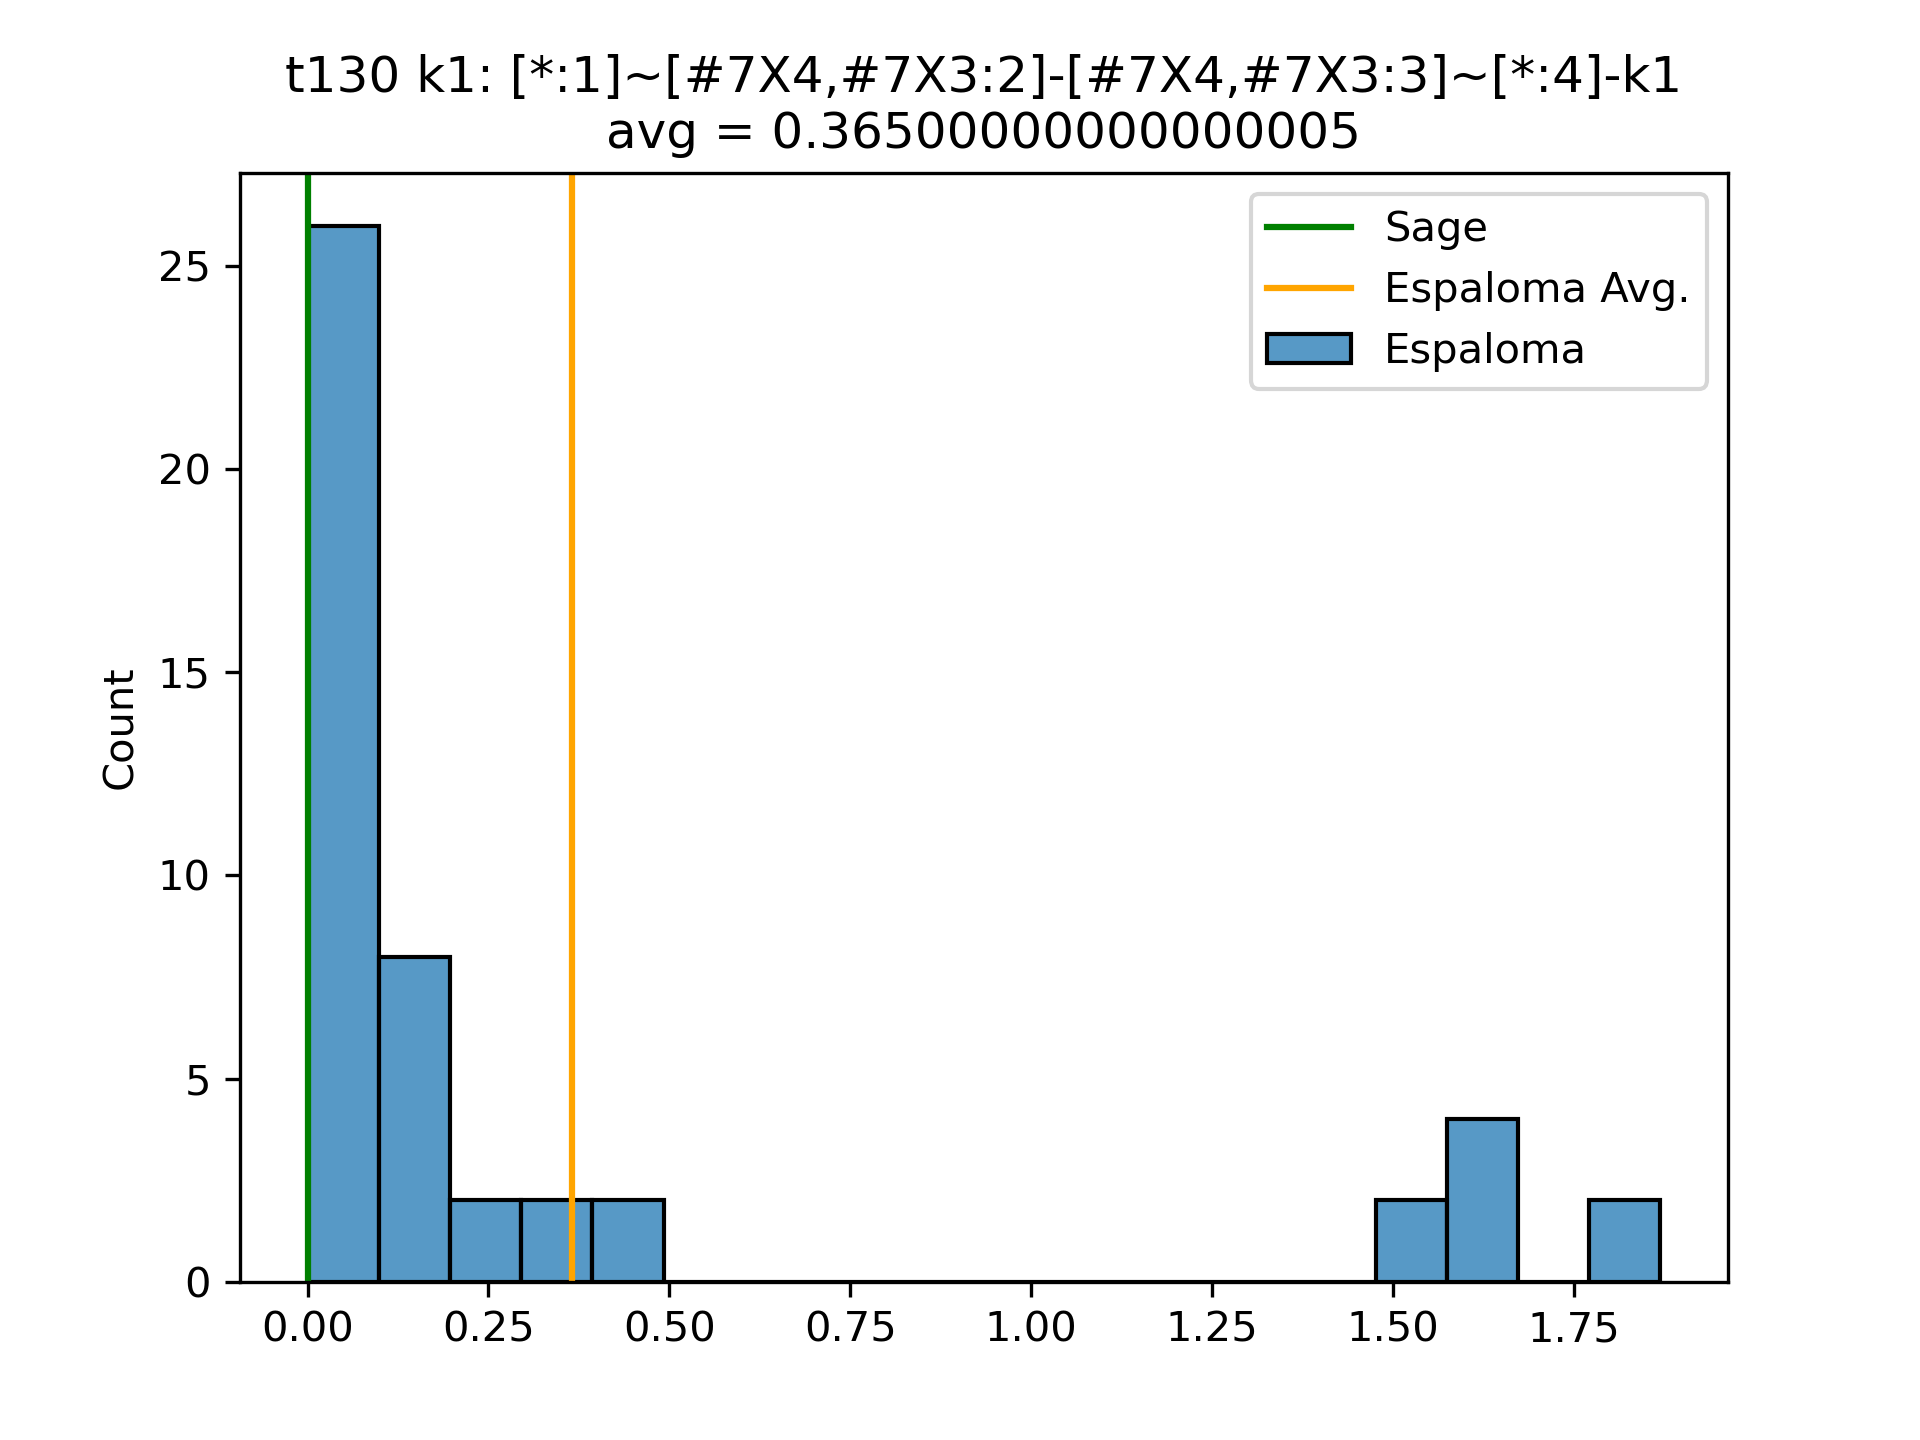 t130 k1: [*:1]~[#7X4,#7X3:2]-[#7X4,#7X3:3]~[*:4]-k1
avg = 0.36500000000000005
Sage
Espaloma Avg.
Espaloma
25
20
15
10
5
0
Count
0.00 0.25 0.50 0.75 1.00 1.25 1.50 1.75